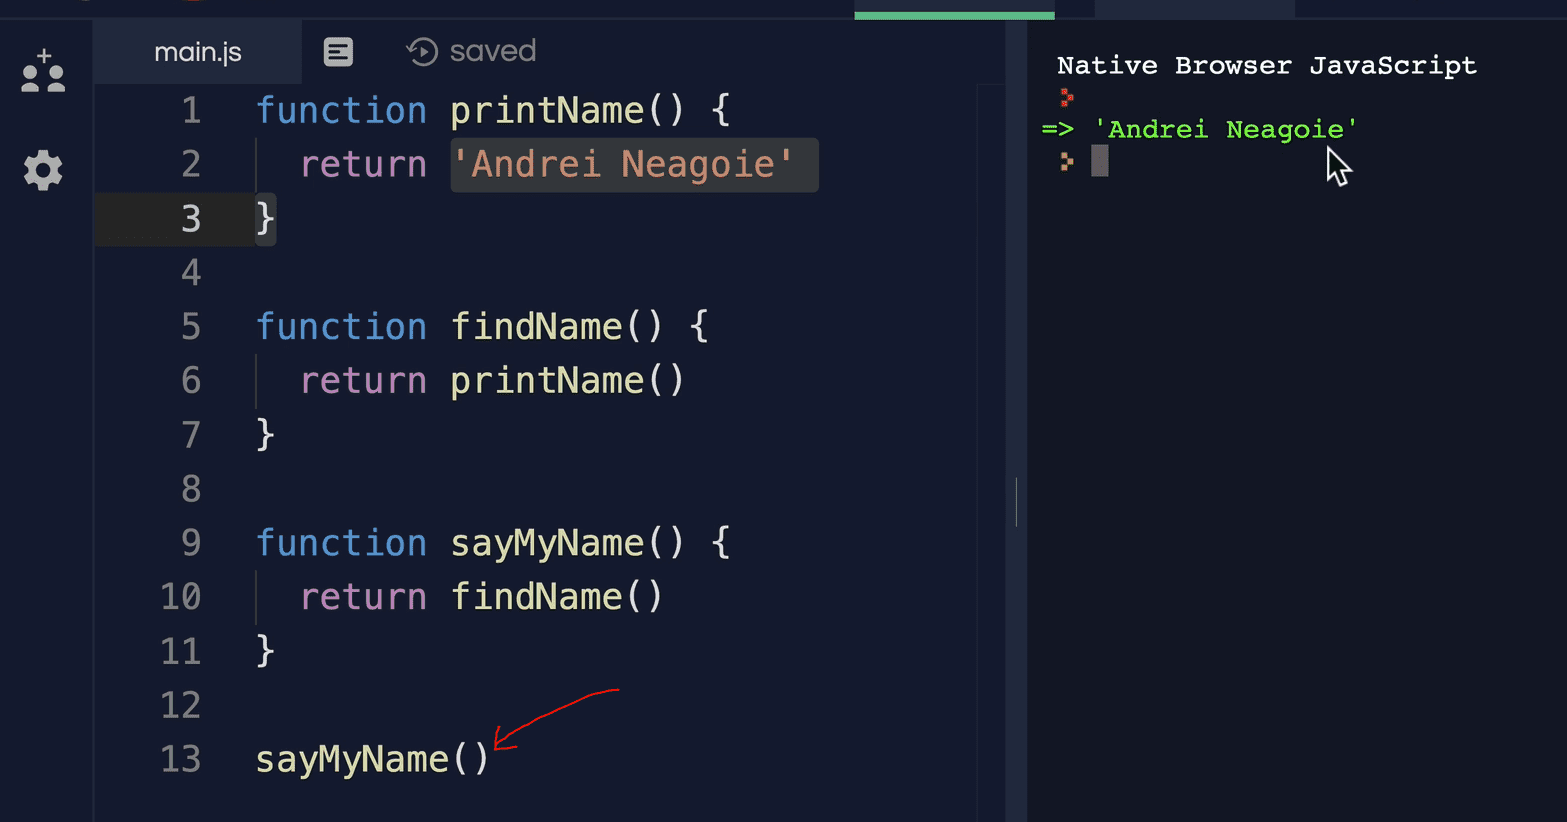 main.js saved
1 function printName() {
2 return 'Andrei Neagoie'
3 }
4
5 function findName() {
6 return printName()
7 }
8
9 function sayMyName() {
10 return findName()
11 }
12
13 sayMyName()
Native Browser JavaScript
=> 'Andrei Neagoie'